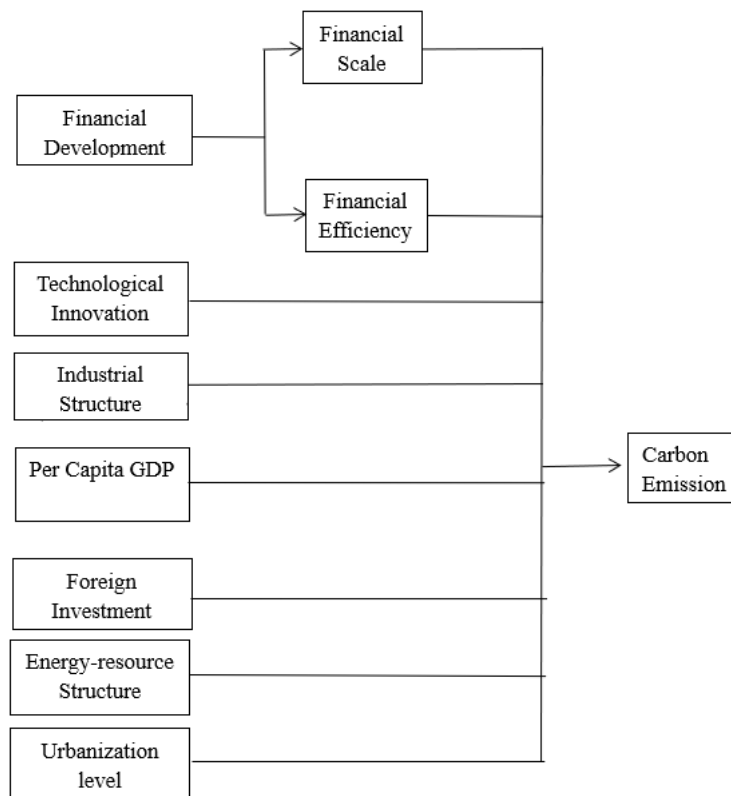 Financial
Scale
Financial
Development
Financial
Efficiency
Technological
Innovation
Industrial
Structure
Per Capita GDP
Carbon
Emission
Foreign
Investment
Energy-resource
Structure
Urbanization
level